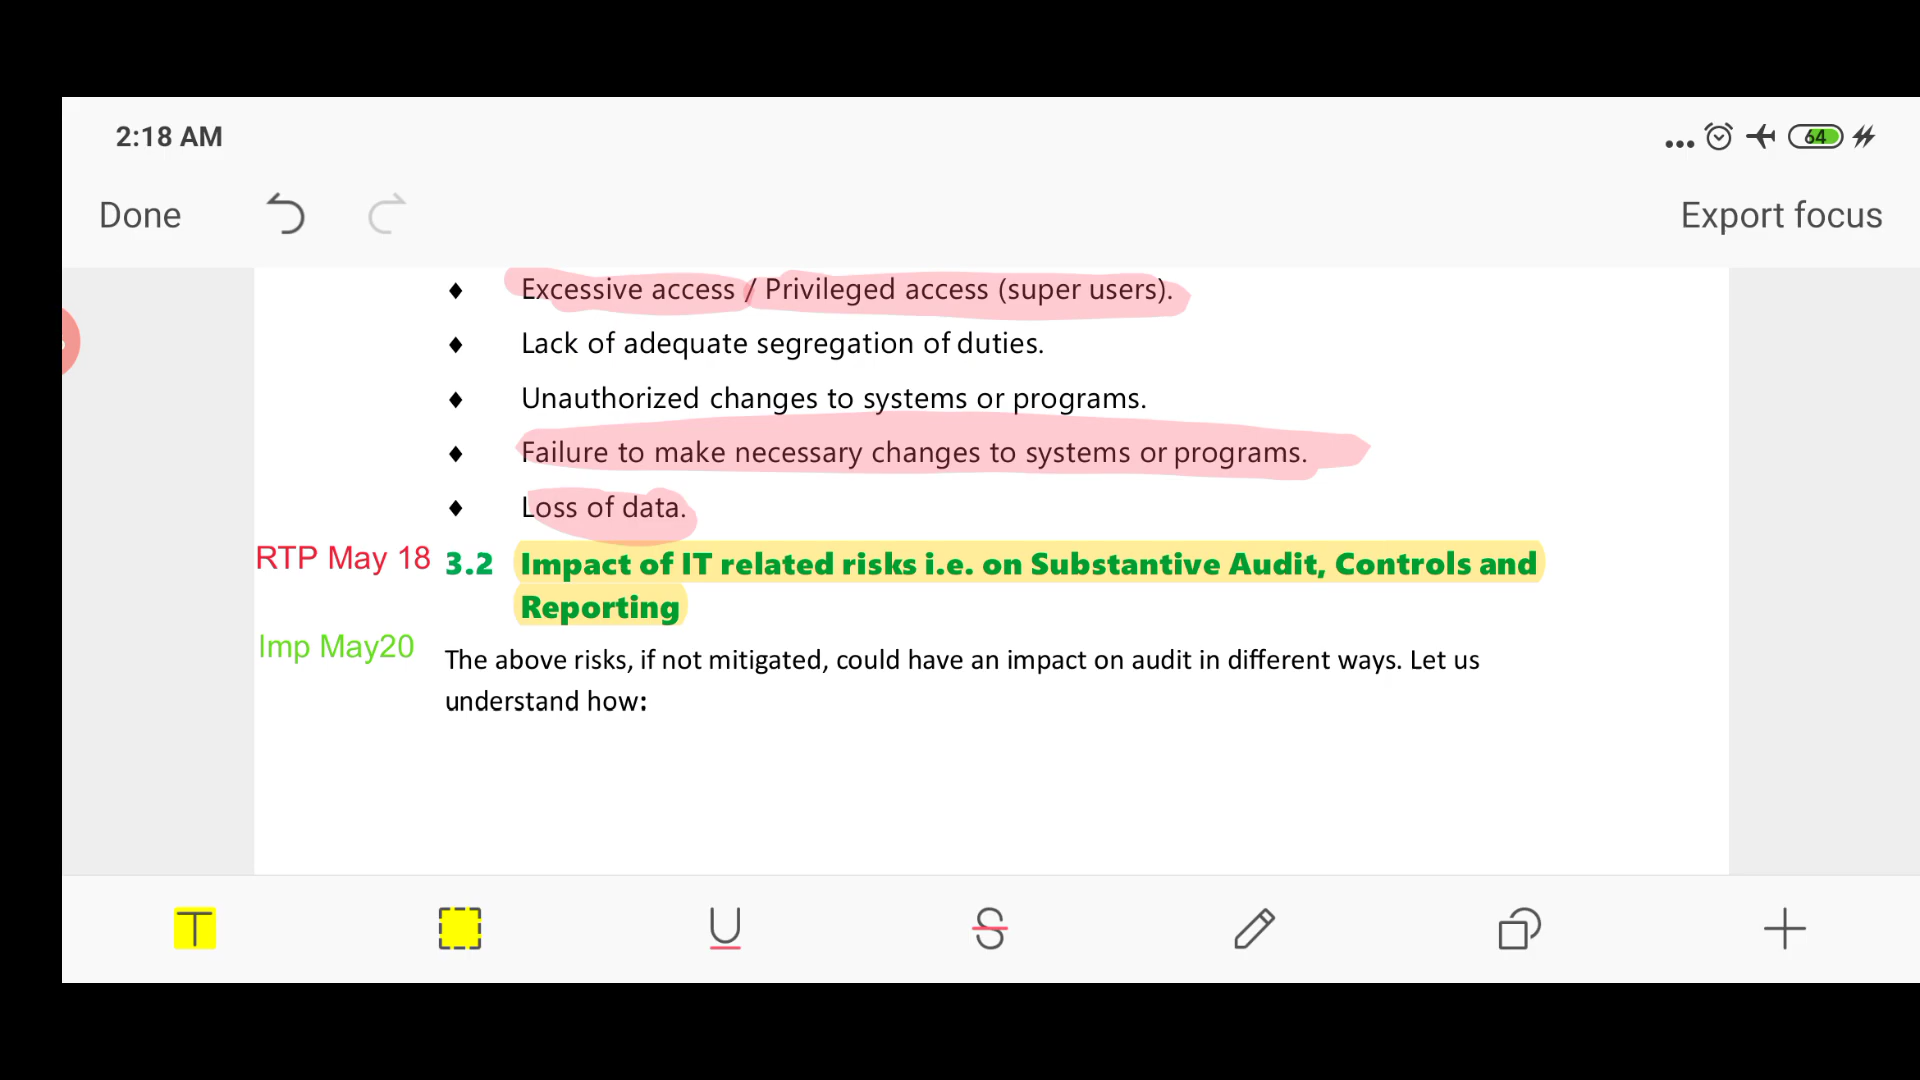 2:18 AM
64
Done
Export focus
♦ Excessive access / Privileged access (super users).
♦ Lack of adequate segregation of duties.
♦ Unauthorized changes to systems or programs.
♦ Failure to make necessary changes to systems or programs.
♦ Loss of data.
RTP May 18
3.2 Impact of IT related risks i.e. on Substantive Audit, Controls and
Reporting
Imp May20
The above risks, if not mitigated, could have an impact on audit in different ways. Let us
understand how: